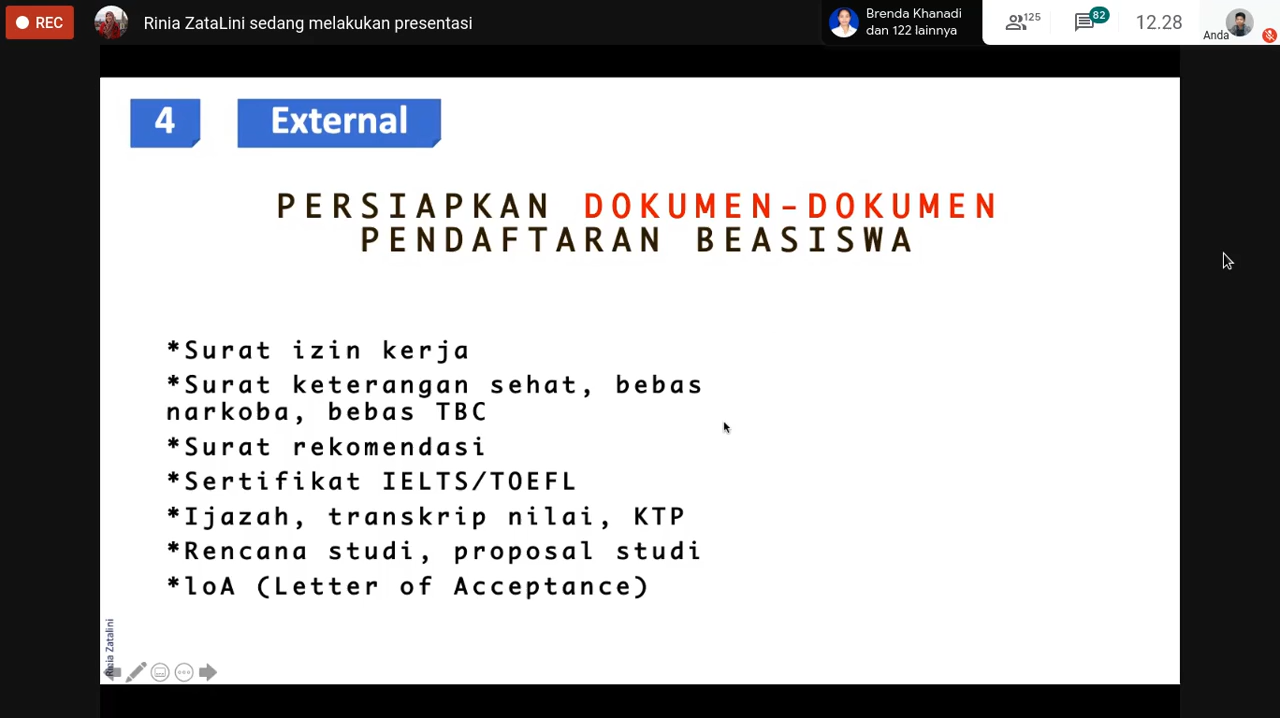 REC
Rinia ZataLini sedang melakukan presentasi
Brenda Khanadi
dan 122 lainnya
125
82
12.28
Anda
4
External
PERSIAPKAN DOKUMEN-DOKUMEN
PENDAFTARAN BEASISWA
*Surat izin kerja
*Surat keterangan sehat, bebas
narkoba, bebas TBC
*Surat rekomendasi
*Sertifikat IELTS/TOEFL
*Ijazah, transkrip nilai, KTP
*Rencana studi, proposal studi
*loA (Letter of Acceptance)
Rinia Zatalini